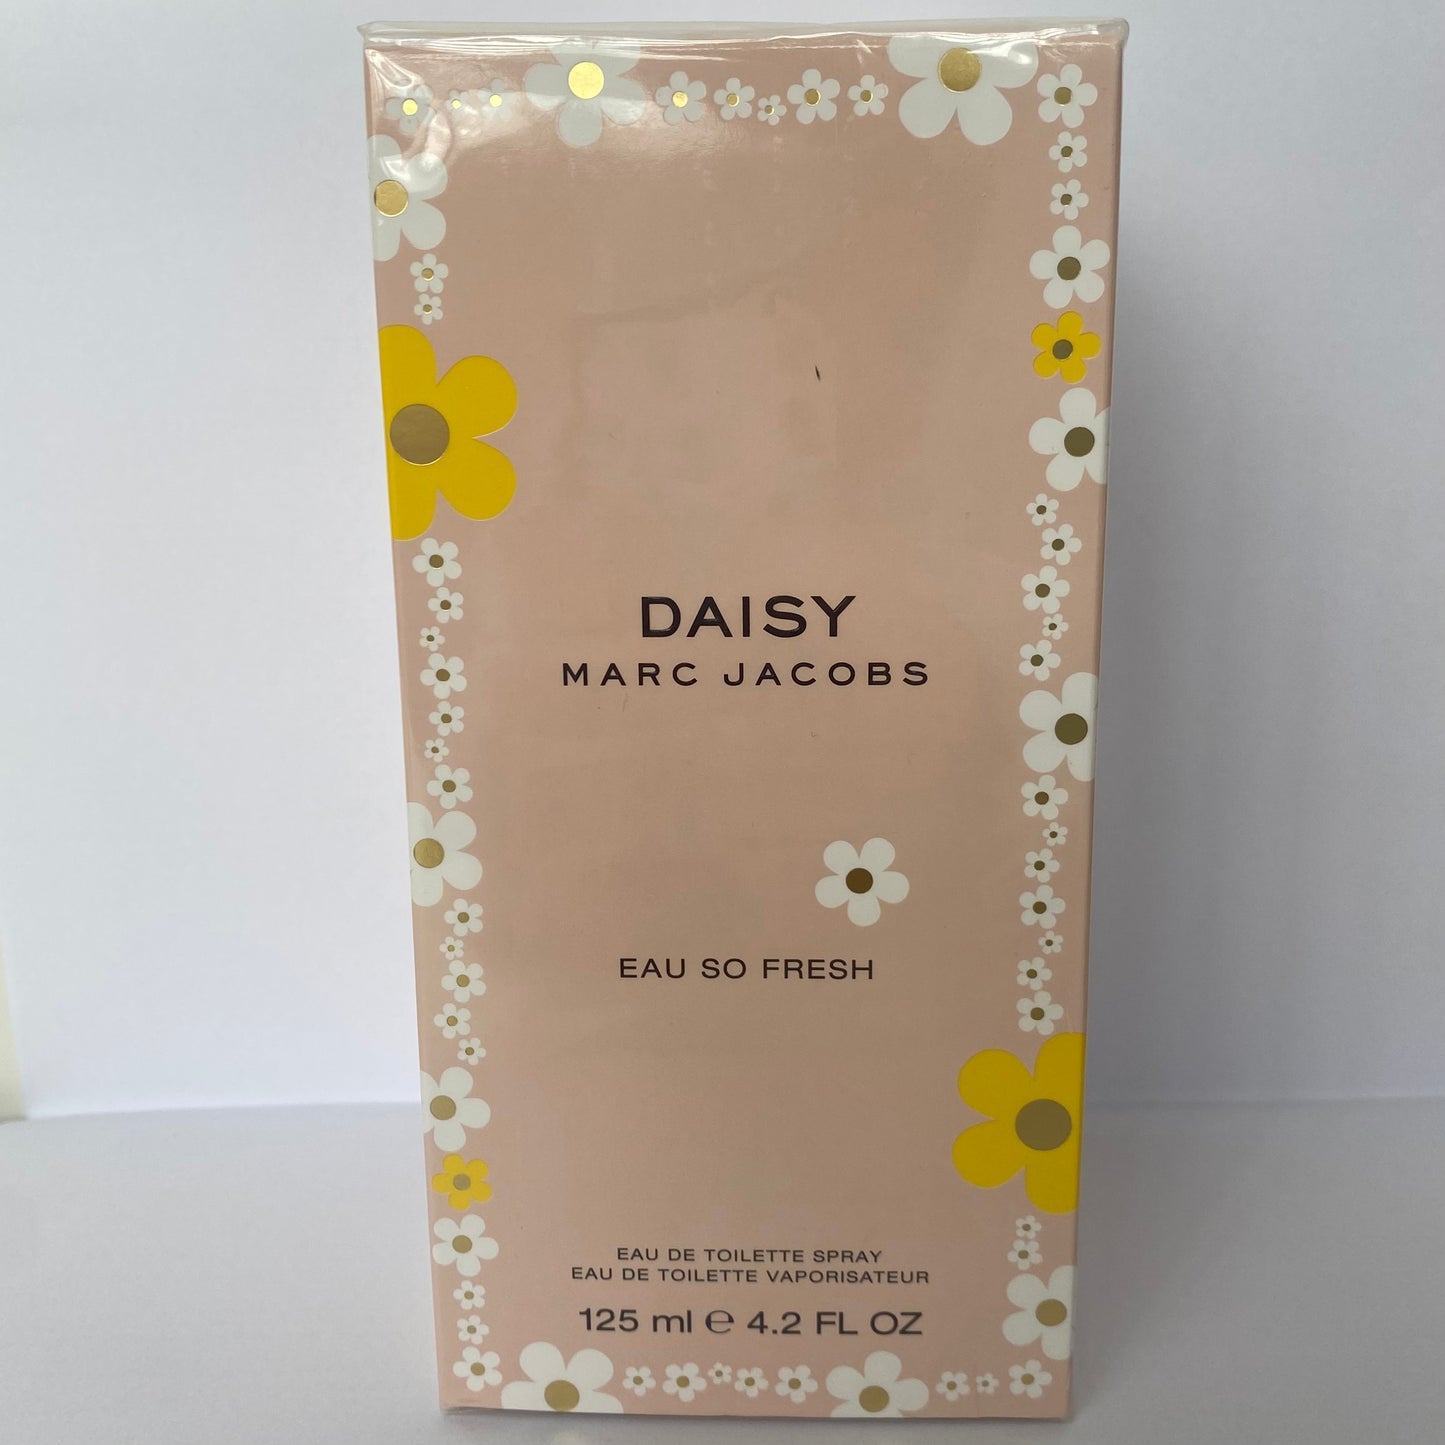 DAISY
MARC JACOBS
EAU SO FRESH
EAU DE TOILETTE SPRAY
EAU DE TOILETTE VAPORISATEUR
125 ml ℮ 4.2 FL OZ